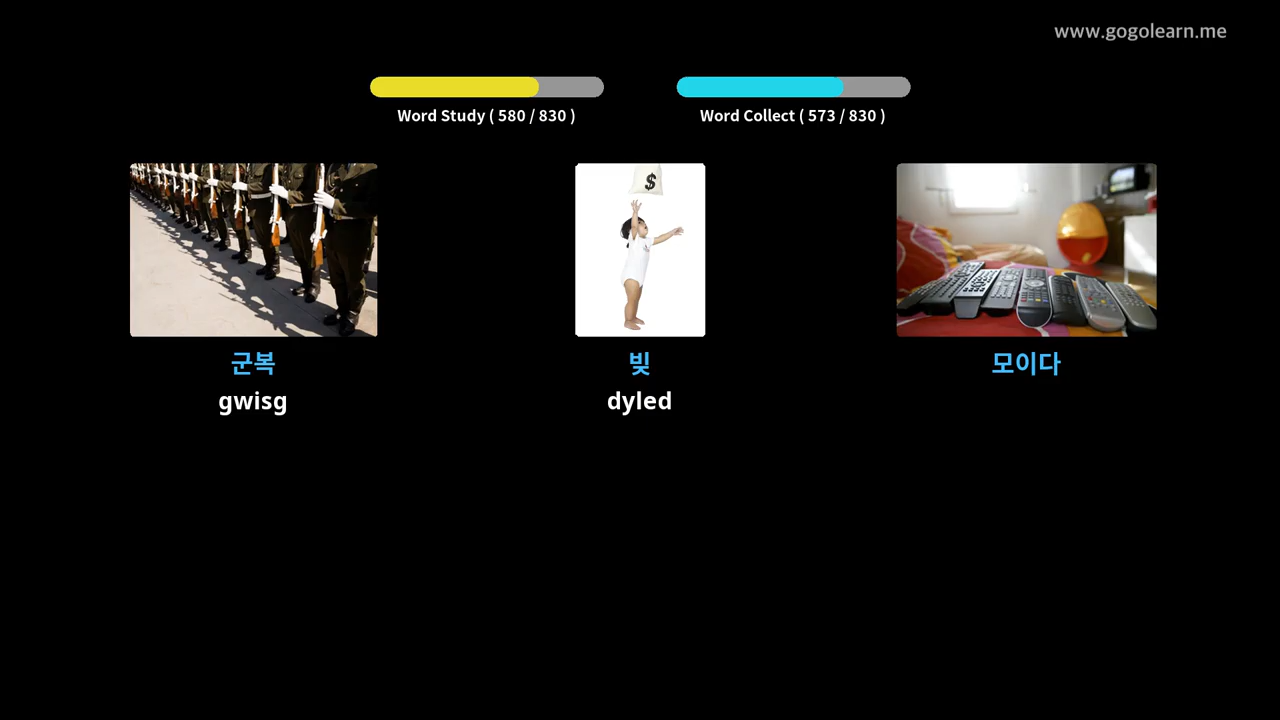 www.gogolearn.me
Word Study ( 580 / 830 )
Word Collect ( 573 / 830 )
$
군복
빚
모이다
gwisg
dyled